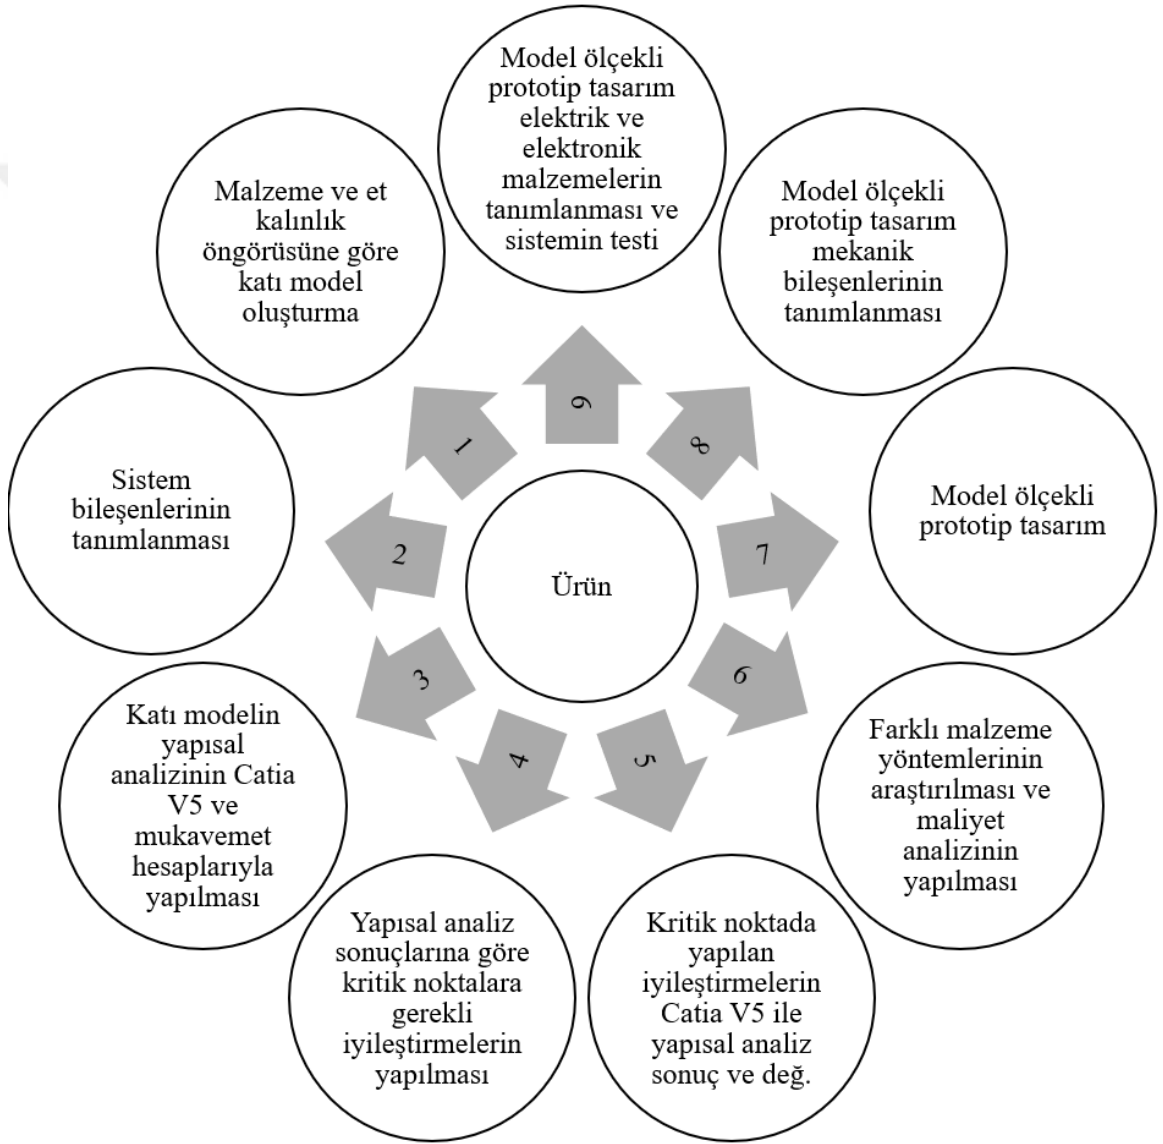 Model ölçekli
prototip tasarım
elektrik ve
elektronik
malzemelerin
tanımlanması ve
sistemin testi
Malzeme ve et
kalınlık
öngörüsüne göre
katı model
oluşturma
Model ölçekli
prototip tasarım
mekanik
bileşenlerinin
tanımlanması
Sistem
bileşenlerinin
tanımlanması
Model ölçekli
prototip tasarım
1
9
8
2
7
3
6
4
5
Ürün
Katı modelin
yapısal
analizinin Catia
V5 ve
mukavemet
hesaplarıyla
yapılması
Farklı malzeme
yöntemlerinin
araştırılması ve
maliyet
analizinin
yapılması
Yapısal analiz
sonuçlarına göre
kritik noktalara
gerekli
iyileştirmelerin
yapılması
Kritik noktada
yapılan
iyileştirmelerin
Catia V5 ile
yapısal analiz
sonuç ve değ.